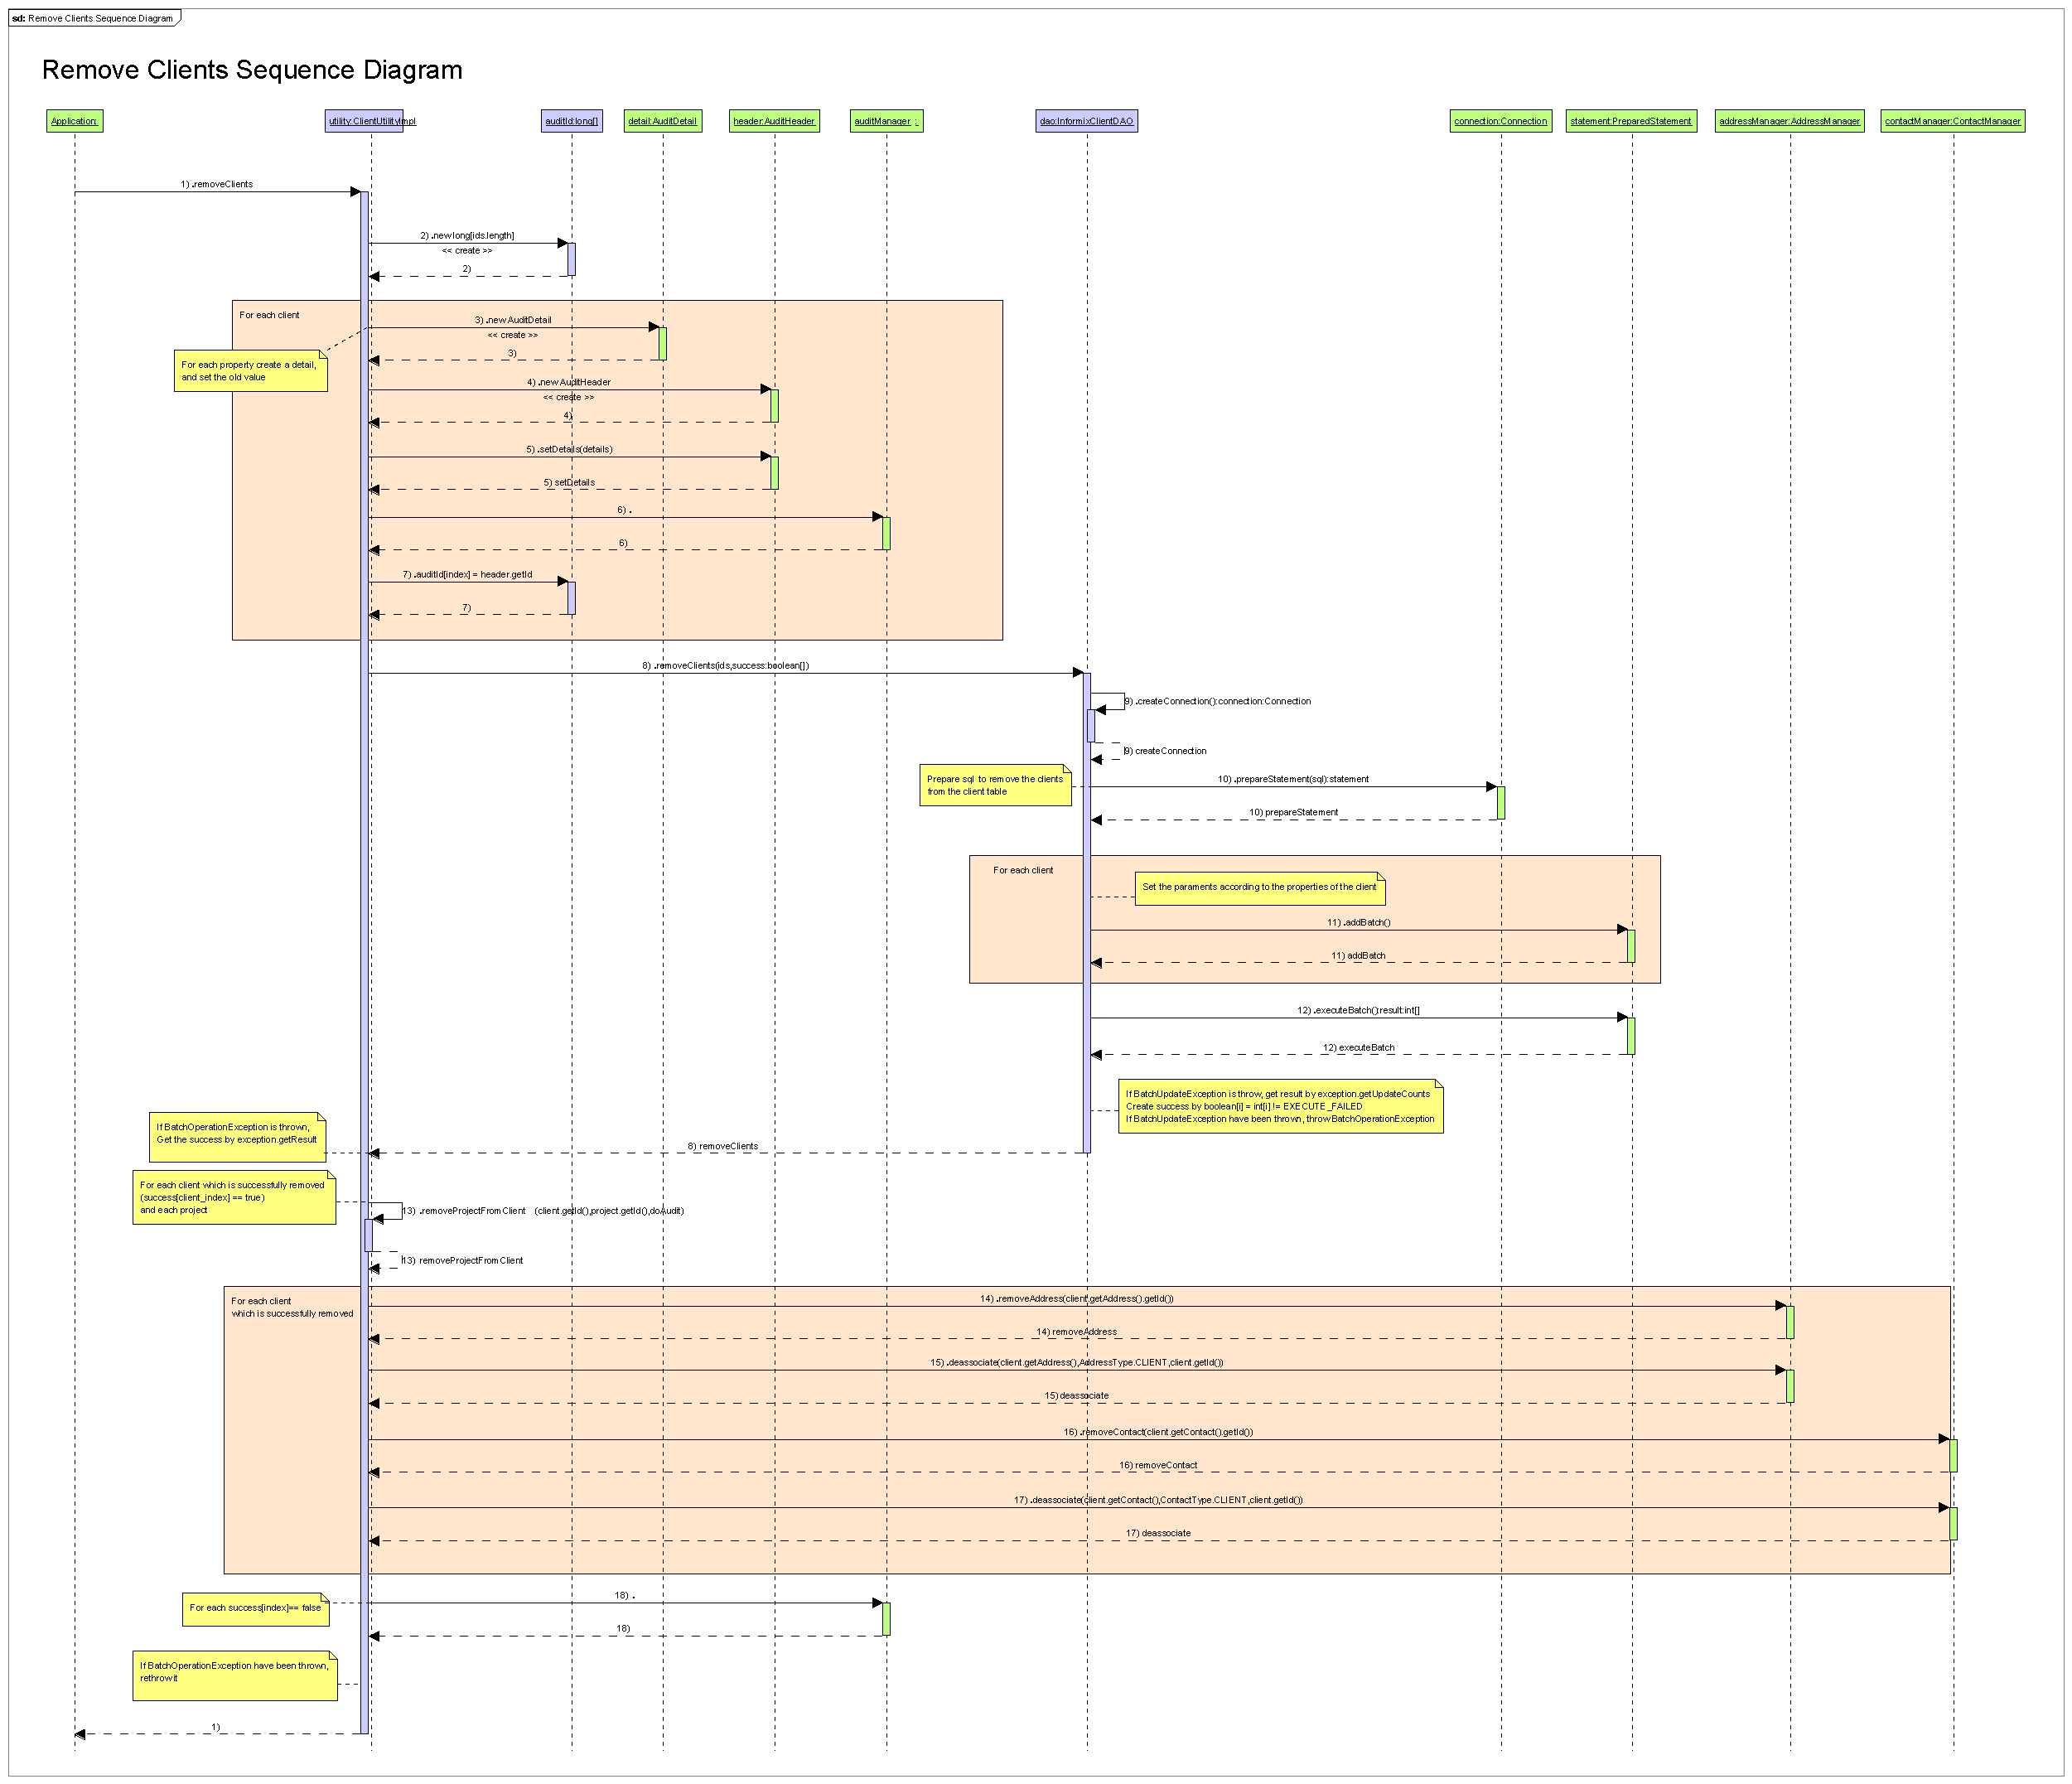 sd: Remove Clients Sequence Diagram
Remove Clients Sequence Diagram
Application:
utility:ClientUtilityImpl
auditId:long[]
detail:AuditDetail
header:AuditHeader
auditManager :
dao:InformixClientDAO
connection:Connection
statement:PreparedStatement
addressManager:AddressManager
contactManager:ContactManager
1) .removeClients
2) .new long[ids.length]
<< create >>
2)
For each client
3) .new AuditDetail
<< create >>
3)
For each property create a detail,
and set the old value
4) .new AuditHeader
<< create >>
4)
5) .setDetails(details)
5) setDetails
6) .
6)
7) .auditId[index] = header.getId
7)
8) .removeClients(ids,success:boolean[])
9) .createConnection():connection:Connection
9) createConnection
Prepare sql to remove the clients
from the client table
10) .prepareStatement(sql):statement
10) prepareStatement
For each client
Set the paraments according to the properties of the client
11) .addBatch()
11) addBatch
12) .executeBatch():result:int[]
12) executeBatch
If BatchUpdateException is throw, get result by exception.getUpdateCounts
Create success by boolean[i] = int[i] != EXECUTE_FAILED
If BatchUpdateException have been thrown, throw BatchOperationException
If BatchOperationException is thrown,
Get the success by exception.getResult
8) removeClients
For each client which is successfully removed
(success[client_index] == true)
and each project
13) .removeProjectFromClient (client.getId(),project.getId(),doAudit)
13) removeProjectFromClient
For each client
which is successfully removed
14) .removeAddress(client.getAddress().getId())
14) removeAddress
15) .deassociate(client.getAddress(),AddressType.CLIENT,client.getId())
15) deassociate
16) .removeContact(client.getContact().getId())
16) removeContact
17) .deassociate(client.getContact(),ContactType.CLIENT,client.getId())
17) deassociate
For each success[index]== false
18) .
18)
If BatchOperationException have been thrown,
rethrow it
1)